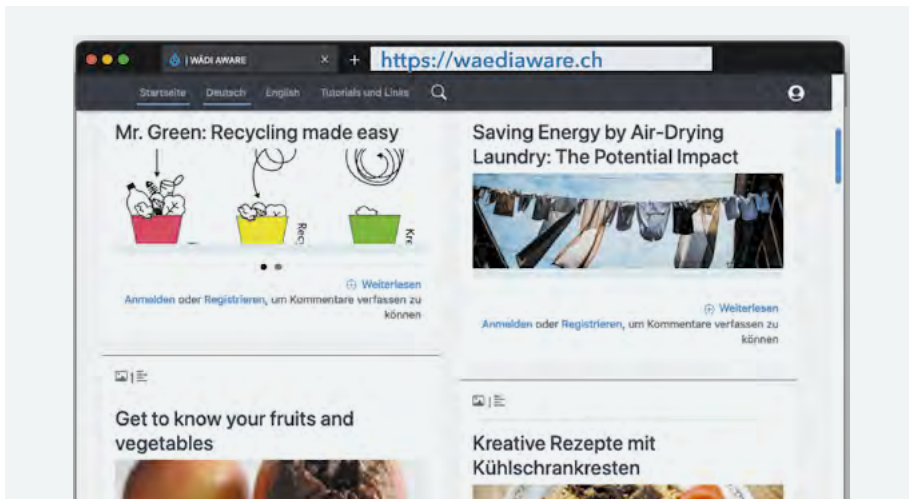 | WÄDI AWARE × + https://waediaware.ch
Startseite Deutsch English Tutorials und Links
Mr. Green: Recycling made easy
Weiterlesen
Anmelden oder Registrieren, um Kommentare verfassen zu
können
Saving Energy by Air-Drying
Laundry: The Potential Impact
Weiterlesen
Anmelden oder Registrieren, um Kommentare verfassen zu
können
Get to know your fruits and
vegetables
Kreative Rezepte mit
Kühlschrankresten